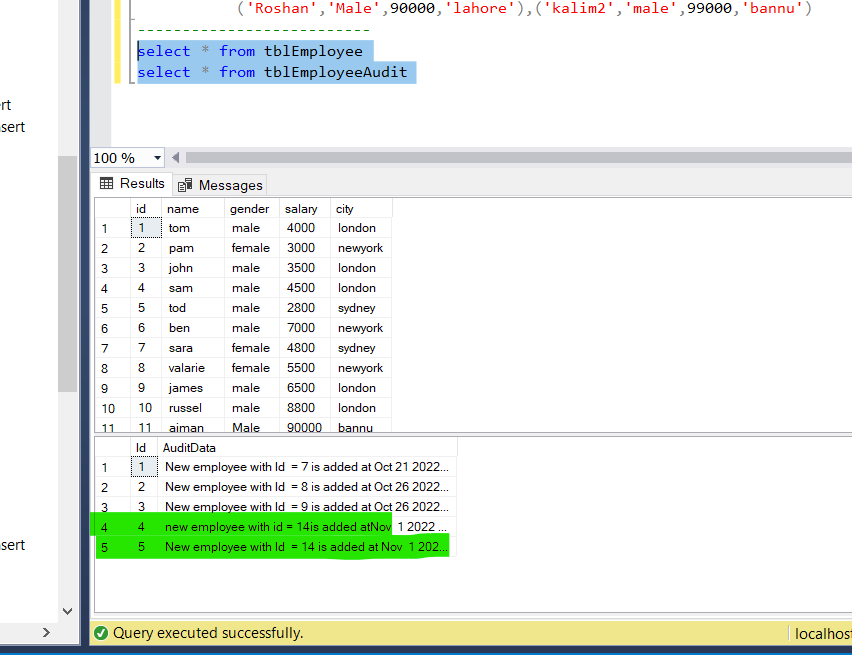 ('Roshan','Male',90000,'lahore'),('kalim2','male',99000,'bannu')
--------------------------
select * from tblEmployee
select * from tblEmployeeAudit
rt
sert
100 %
Results Messages
id name gender salary city
1 1 tom male 4000 london
2 2 pam female 3000 newyork
3 3 john male 3500 london
4 4 sam male 4500 london
5 5 tod male 2800 sydney
6 6 ben male 7000 newyork
7 7 sara female 4800 sydney
8 8 valarie female 5500 newyork
9 9 james male 6500 london
10 10 russel male 8800 london
11 11 aiman Male 90000 bannu
Id AuditData
1 1 New employee with Id = 7 is added at Oct 21 2022...
2 2 New employee with Id = 8 is added at Oct 26 2022...
3 3 New employee with Id = 9 is added at Oct 26 2022...
4 4 new employee with id = 14is added atNov 1 2022 ...
5 5 New employee with Id = 14 is added at Nov 1 202...
sert
Query executed successfully. localhos